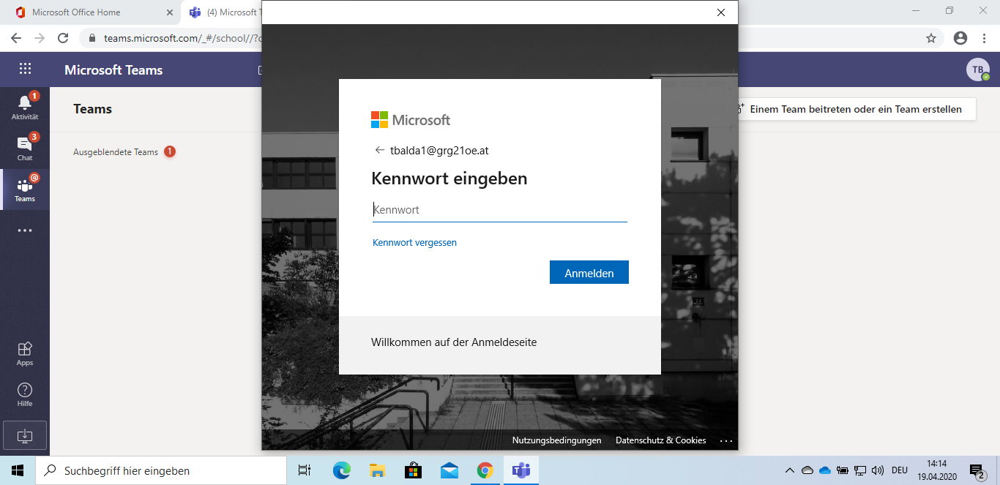 Microsoft Office Home
(4) Microsoft T
teams.microsoft.com/_#/school//?c
Microsoft Teams
TB
1
Aktivität
Teams
Einem Team beitreten oder ein Team erstellen
3
Chat
Ausgeblendete Teams 1
@
Teams
Apps
?
Hilfe
Microsoft
tbalda1@grg21oe.at
Kennwort eingeben
Kennwort
Kennwort vergessen
Anmelden
Willkommen auf der Anmeldeseite
Nutzungsbedingungen Datenschutz & Cookies
Suchbegriff hier eingeben
DEU
14:14
19.04.2020
2